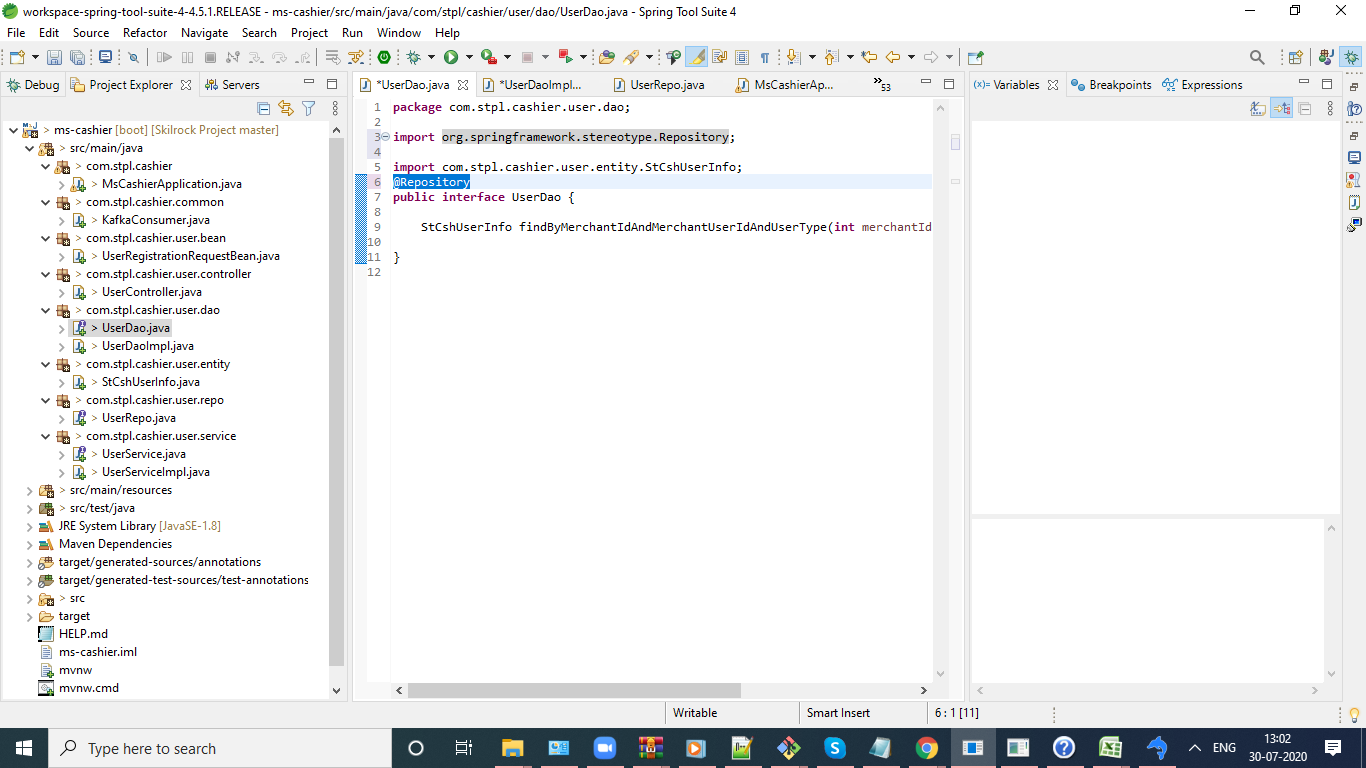 workspace-spring-tool-suite-4-4.5.1.RELEASE - ms-cashier/src/main/java/com/stpl/cashier/user/dao/UserDao.java - Spring Tool Suite 4
File Edit Source Refactor Navigate Search Project Run Window Help
Debug Project Explorer Servers
*UserDao.java *UserDaoImpl... UserRepo.java MsCashierAp... »53
(x)= Variables Breakpoints Expressions
> ms-cashier [boot] [Skilrock Project master]
> src/main/java
> com.stpl.cashier
> MsCashierApplication.java
> com.stpl.cashier.common
> KafkaConsumer.java
> com.stpl.cashier.user.bean
> UserRegistrationRequestBean.java
> com.stpl.cashier.user.controller
> UserController.java
> com.stpl.cashier.user.dao
> UserDao.java
> UserDaoImpl.java
> com.stpl.cashier.user.entity
> StCshUserInfo.java
> com.stpl.cashier.user.repo
> UserRepo.java
> com.stpl.cashier.user.service
> UserService.java
> UserServiceImpl.java
> src/main/resources
> src/test/java
JRE System Library [JavaSE-1.8]
Maven Dependencies
target/generated-sources/annotations
target/generated-test-sources/test-annotations
> src
target
HELP.md
ms-cashier.iml
mvnw
mvnw.cmd
1 package com.stpl.cashier.user.dao;
2
3 import org.springframework.stereotype.Repository;
4
5 import com.stpl.cashier.user.entity.StCshUserInfo;
6 @Repository
7 public interface UserDao {
8
9 StCshUserInfo findByMerchantIdAndMerchantUserIdAndUserType(int merchantId
10
11 }
12
Writable Smart Insert 6 : 1 [11]
Type here to search
ENG
13:02
30-07-2020